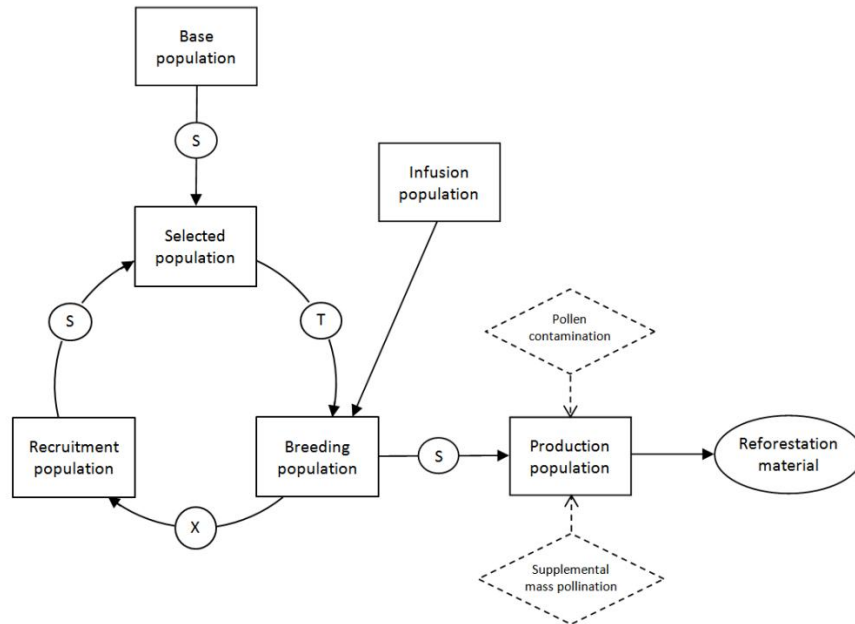 Base
population
S
Infusion
population
Selected
population
S
T
Pollen
contamination
Recruitment
population
Breeding
population
S
Production
population
Reforestation
material
X
Supplemental
mass pollination